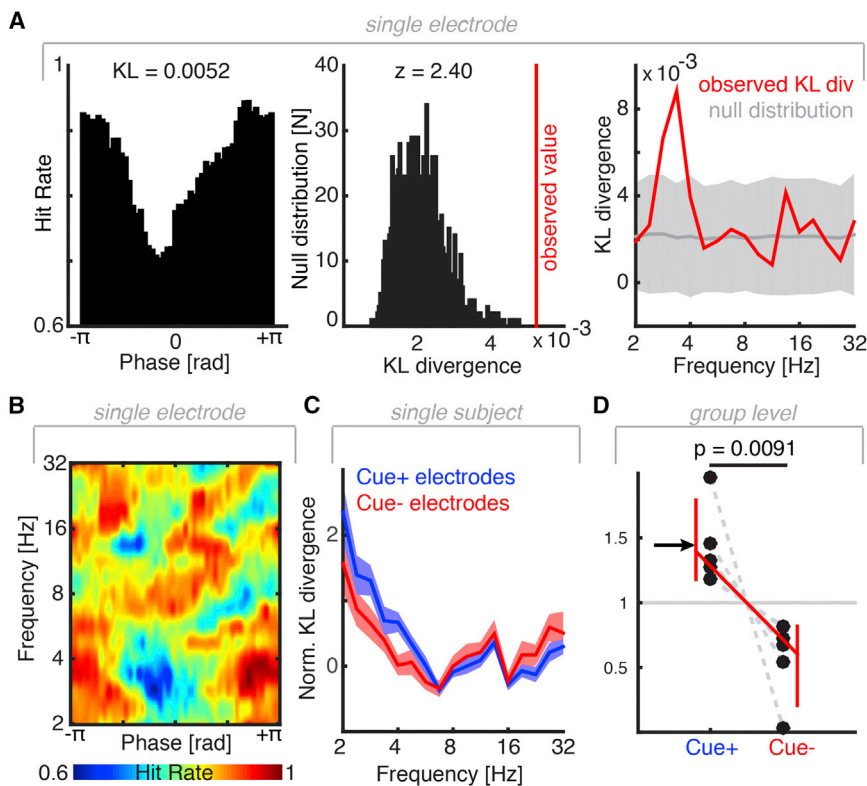 A
single electrode
KL = 0.0052
Hit Rate
1
0.6
-π 0 +π
Phase [rad]
z = 2.40
Null distribution [N]
40
30
20
10
0
observed value
2 4 x 10 -3
KL divergence
x 10 -3
observed KL div
null distribution
KL divergence
8
4
0
2 4 8 16 32
Frequency [Hz]
B
single electrode
Frequency [Hz]
32
16
8
4
2
-π +π
Phase [rad]
0.6 Hit Rate 1
C
single subject
Cue+ electrodes
Cue- electrodes
Norm. KL divergence
2
0
2 4 8 16 32
Frequency [Hz]
D
group level
p = 0.0091
1.5
1
0.5
Cue+ Cue-